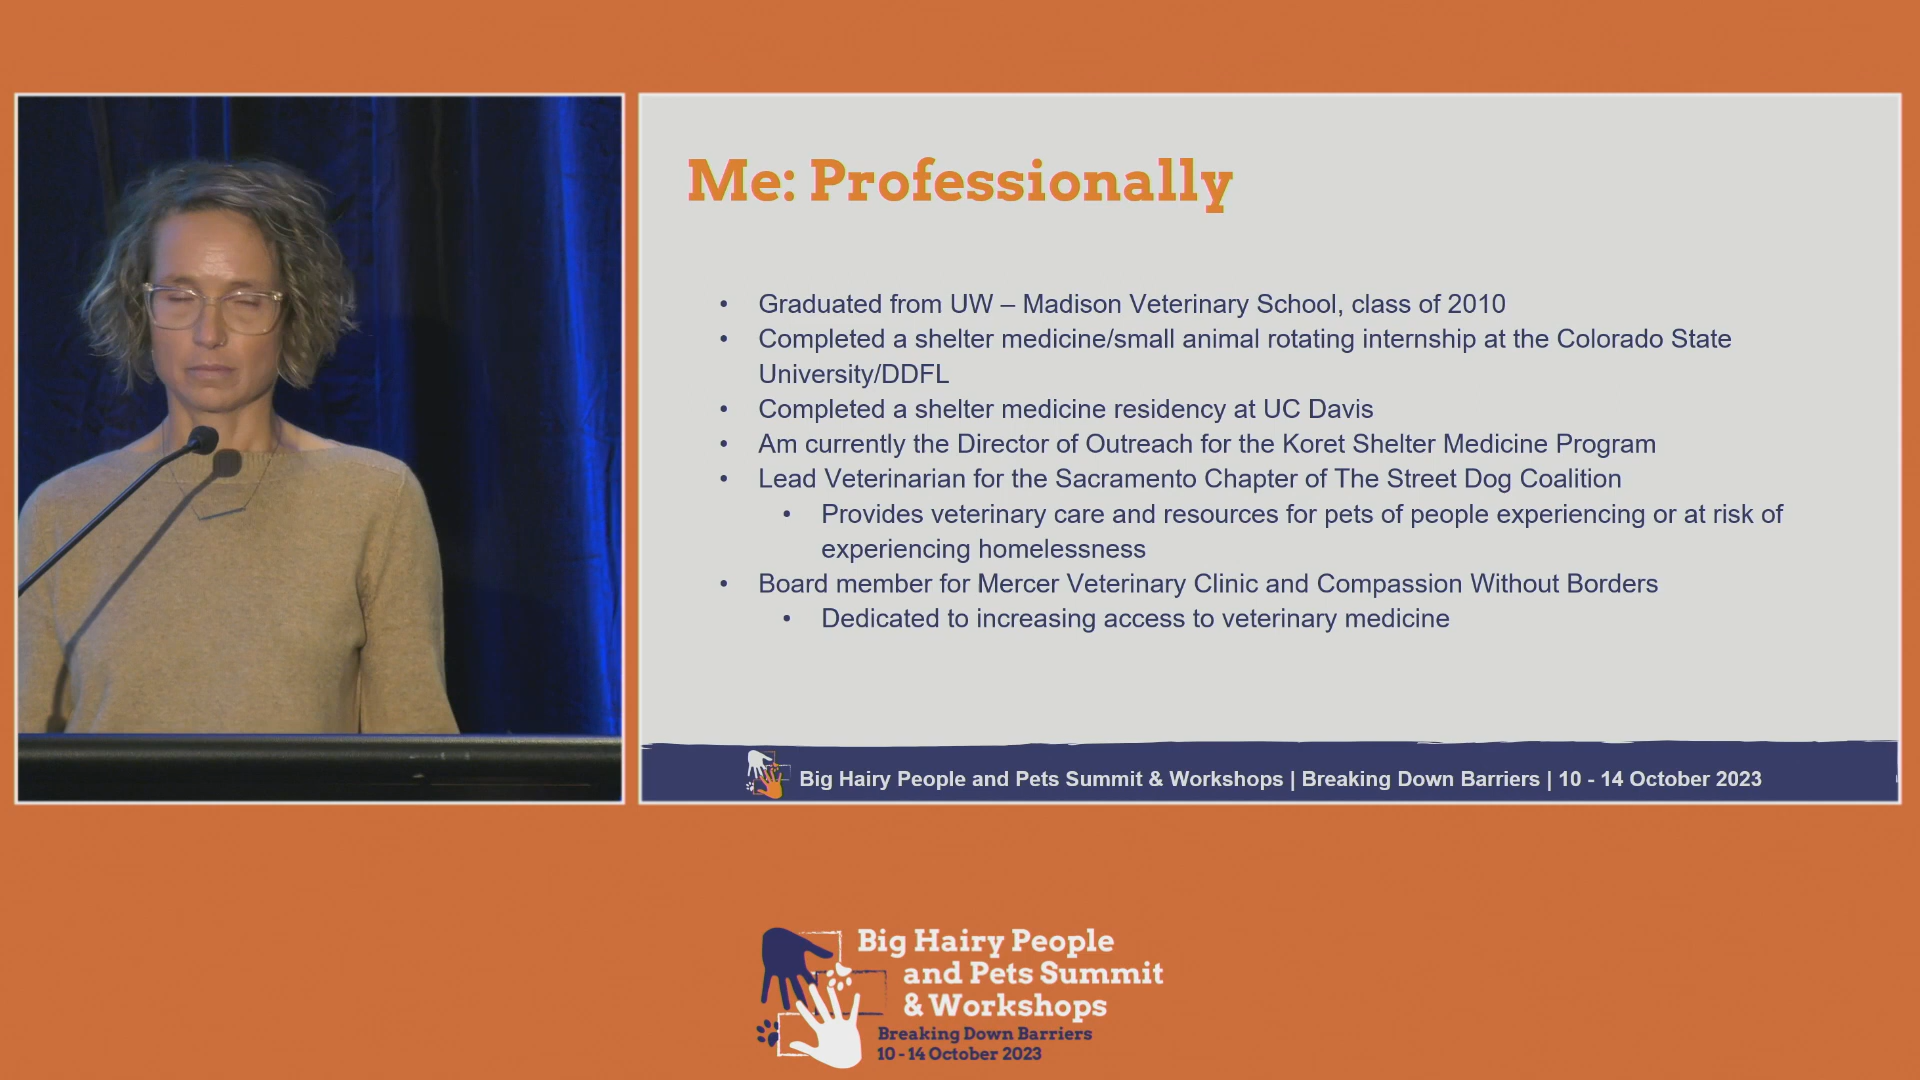 Me: Professionally
• Graduated from UW – Madison Veterinary School, class of 2010
• Completed a shelter medicine/small animal rotating internship at the Colorado State
University/DDFL
• Completed a shelter medicine residency at UC Davis
• Am currently the Director of Outreach for the Koret Shelter Medicine Program
• Lead Veterinarian for the Sacramento Chapter of The Street Dog Coalition
• Provides veterinary care and resources for pets of people experiencing or at risk of
experiencing homelessness
• Board member for Mercer Veterinary Clinic and Compassion Without Borders
• Dedicated to increasing access to veterinary medicine
Big Hairy People and Pets Summit & Workshops | Breaking Down Barriers | 10 - 14 October 2023
Big Hairy People
and Pets Summit
& Workshops
Breaking Down Barriers
10 - 14 October 2023